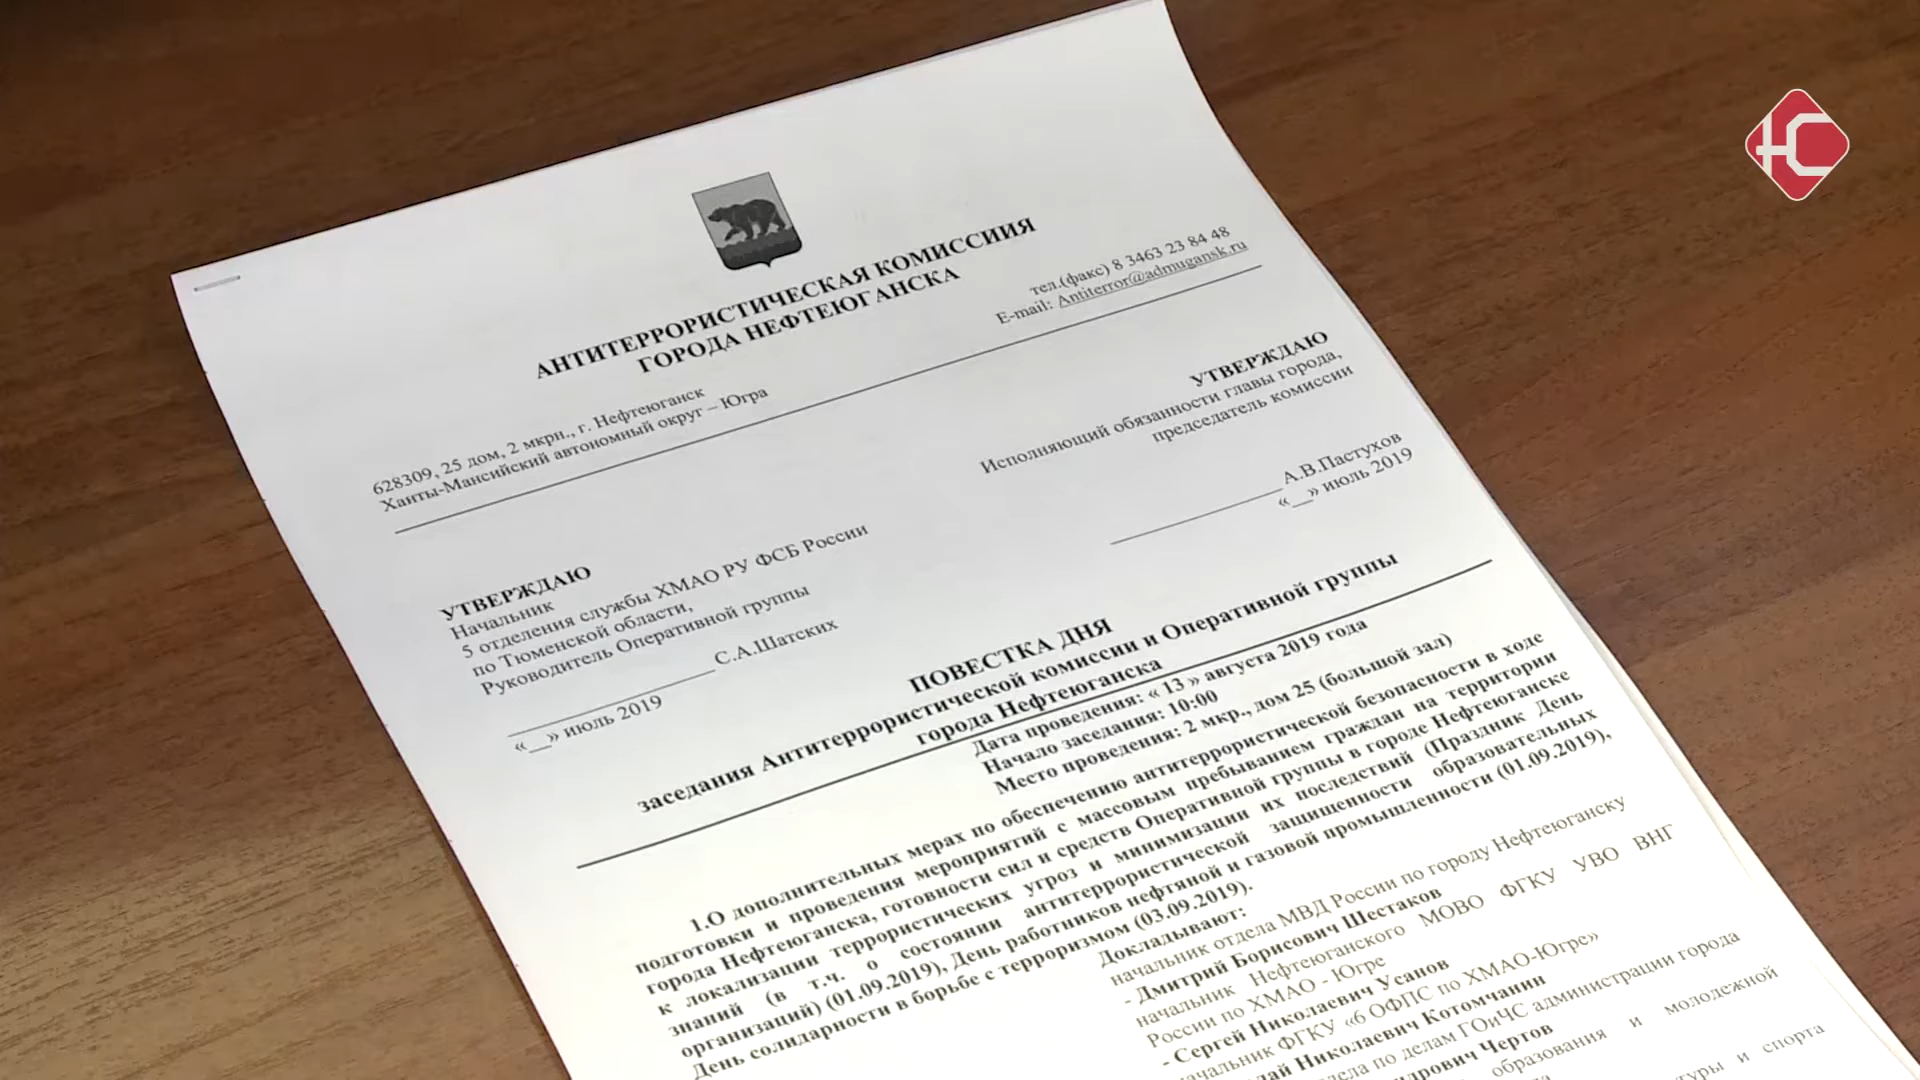 АНТИТЕРРОРИСТИЧЕСКАЯ КОМИССИИЯ
ГОРОДА НЕФТЕЮГАНСКА
628309, 25 дом, 2 мкрн., г. Нефтеюганск
Ханты-Мансийский автономный округ – Югра
тел.(факс) 8 3463 23 84 48
E-mail: Antiterror@admugansk.ru
УТВЕРЖДАЮ
Начальник
5 отделения службы ХМАО РУ ФСБ России
по Тюменской области,
Руководитель Оперативной группы
С.А.Шатских
«__» июль 2019
УТВЕРЖДАЮ
Исполняющий обязанности главы города,
председатель комиссии
А.В.Пастухов
«__» июль 2019
ПОВЕСТКА ДНЯ
заседания Антитеррористической комиссии и Оперативной группы
города Нефтеюганска
Дата проведения: « 13 » августа 2019 года
Начало заседания: 10:00
Место проведения: 2 мкр., дом 25 (большой зал)
1.О дополнительных мерах по обеспечению антитеррористической безопасности в ходе
подготовки и проведения мероприятий с массовым пребыванием граждан на территории
города Нефтеюганска, готовности сил и средств Оперативной группы в городе Нефтеюганске
к локализации террористических угроз и минимизации их последствий (Праздник День
знаний (в т.ч. о состоянии антитеррористической защищенности образовательных
организаций) (01.09.2019), День работников нефтяной и газовой промышленности (01.09.2019),
День солидарности в борьбе с терроризмом (03.09.2019).
Докладывают:
начальник отдела МВД России по городу Нефтеюганску
- Дмитрий Борисович Шестаков
начальник Нефтеюганского МОВО ФГКУ УВО ВНГ
России по ХМАО - Югре
- Сергей Николаевич Усанов
начальник ФГКУ «6 ОФПС по ХМАО-Югре»
Николаевич Котомчанин
по делам ГОиЧС администрации города
Чертов
образования и молодежной
и спорта
ЮС